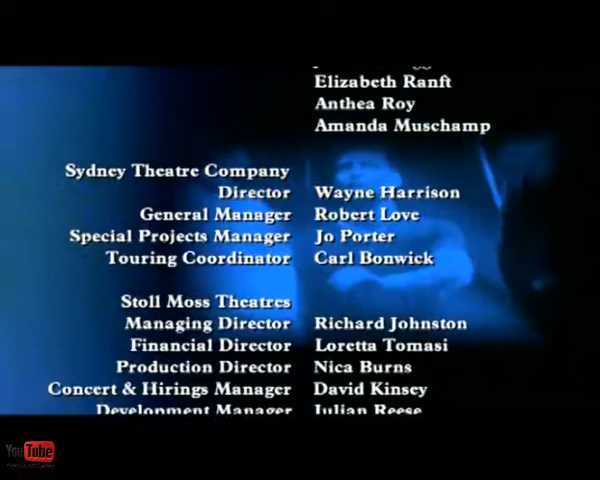 Elizabeth Ranft
Anthea Roy
Amanda Muschamp
Sydney Theatre Company
Director Wayne Harrison
General Manager Robert Love
Special Projects Manager Jo Porter
Touring Coordinator Carl Bonwick
Stoll Moss Theatres
Managing Director Richard Johnston
Financial Director Loretta Tomasi
Production Director Nica Burns
Concert & Hirings Manager David Kinsey
Development Manager Julian Reese
YouTube